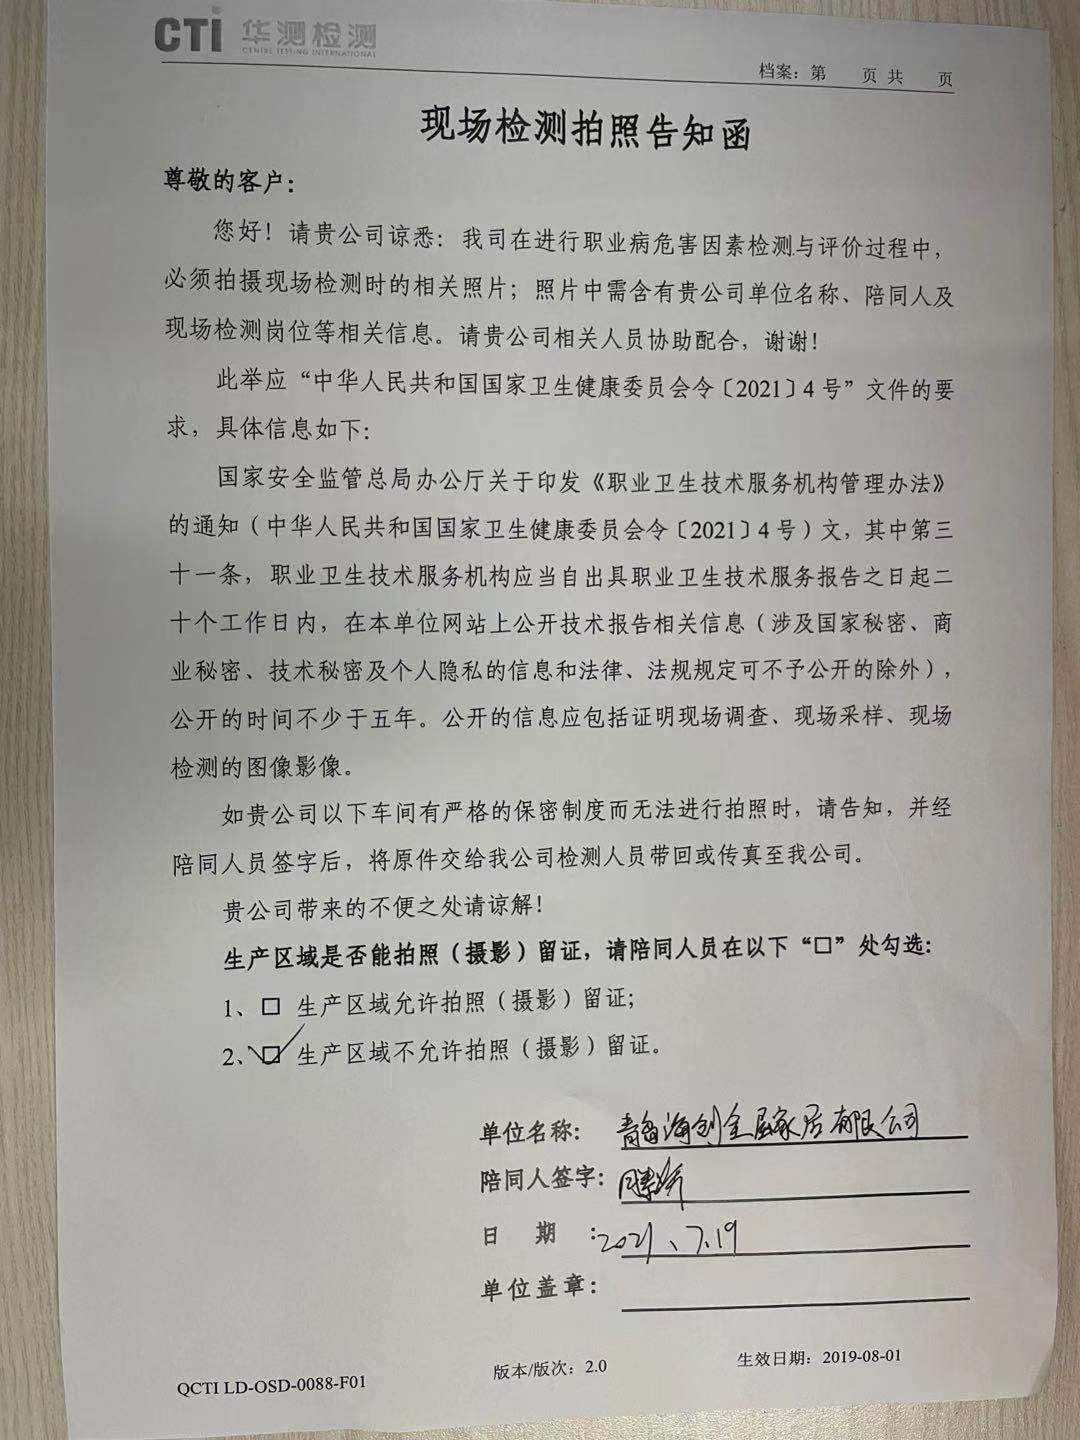 CTI 华测检测
CENTRE TESTING INTERNATIONAL
档案：第 页 共 页
现场检测拍照告知函
尊敬的客户：
您好！请贵公司谅悉：我司在进行职业病危害因素检测与评价过程中，
必须拍摄现场检测时的相关照片；照片中需含有贵公司单位名称、陪同人及
现场检测岗位等相关信息。请贵公司相关人员协助配合，谢谢！
此举应“中华人民共和国国家卫生健康委员会令〔2021〕4 号”文件的要
求，具体信息如下：
国家安全监管总局办公厅关于印发《职业卫生技术服务机构管理办法》
的通知（中华人民共和国国家卫生健康委员会令〔2021〕4 号）文，其中第三
十一条，职业卫生技术服务机构应当自出具职业卫生技术服务报告之日起二
十个工作日内，在本单位网站上公开技术报告相关信息（涉及国家秘密、商
业秘密、技术秘密及个人隐私的信息和法律、法规规定可不予公开的除外），
公开的时间不少于五年。公开的信息应包括证明现场调查、现场采样、现场
检测的图像影像。
如贵公司以下车间有严格的保密制度而无法进行拍照时，请告知，并经
陪同人员签字后，将原件交给我公司检测人员带回或传真至我公司。
贵公司带来的不便之处请谅解！
生产区域是否能拍照（摄影）留证，请陪同人员在以下“□”处勾选：
1、□ 生产区域允许拍照（摄影）留证；
2、☑ 生产区域不允许拍照（摄影）留证。
单位名称： 青岛海创全屋家居有限公司
陪同人签字：
日 期 ：2021、7.19
单位盖章：
QCTI LD-OSD-0088-F01 版本/版次：2.0 生效日期：2019-08-01